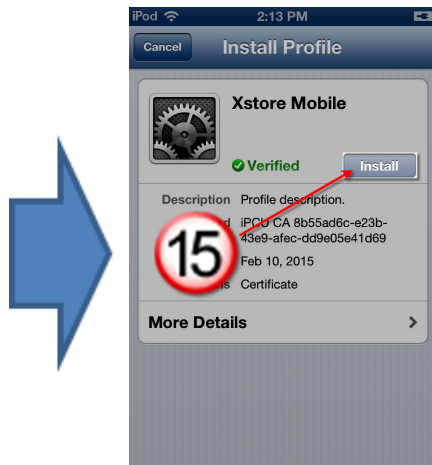 iPod 2:13 PM
Cancel Install Profile
Xstore Mobile
Verified Install
Description Profile description.
iPCU CA 8b55ad6c-e23b-
43e9-afec-dd9e05e41d69
15
Feb 10, 2015
Certificate
More Details